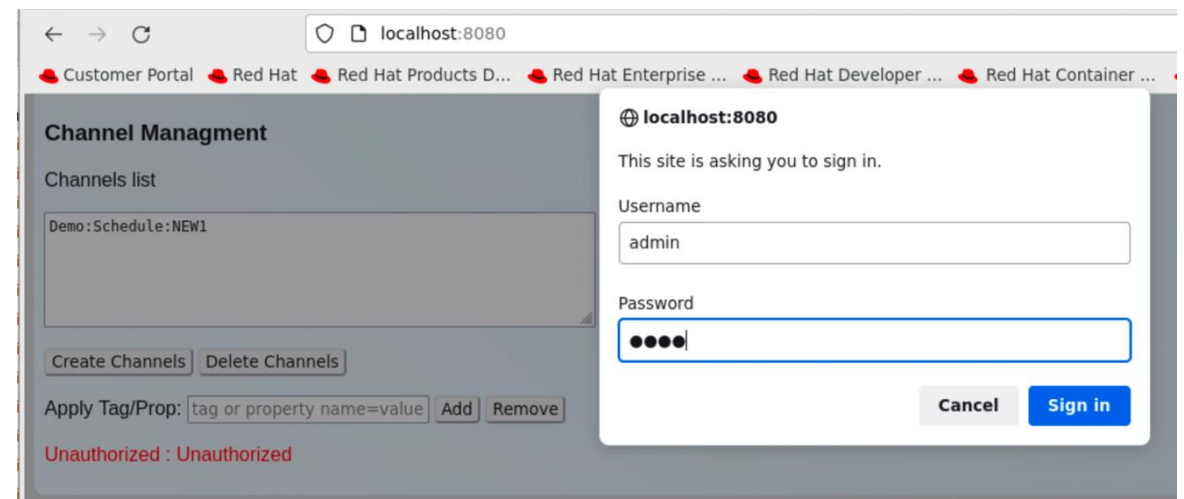 localhost:8080
Customer Portal Red Hat Red Hat Products D... Red Hat Enterprise ... Red Hat Developer ... Red Hat Container ...
Channel Managment
Channels list
Demo:Schedule:NEW1
Create Channels Delete Channels
Apply Tag/Prop: tag or property name=value Add Remove
Unauthorized : Unauthorized
localhost:8080
This site is asking you to sign in.
Username
admin
Password
●●●●
Cancel Sign in